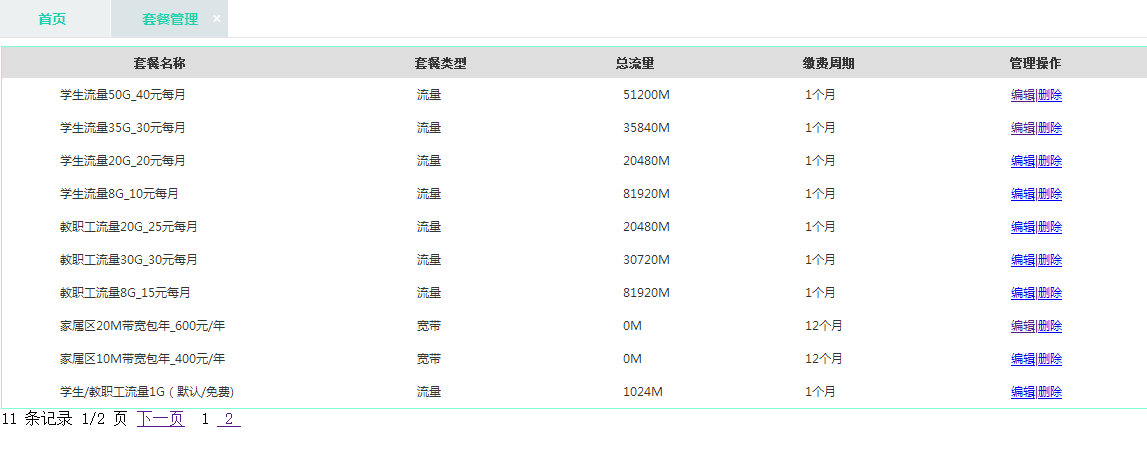 首页 套餐管理 ×
套餐名称 套餐类型 总流量 缴费周期 管理操作
学生流量50G_40元每月 流量 51200M 1个月 编辑|删除
学生流量35G_30元每月 流量 35840M 1个月 编辑|删除
学生流量20G_20元每月 流量 20480M 1个月 编辑|删除
学生流量8G_10元每月 流量 81920M 1个月 编辑|删除
教职工流量20G_25元每月 流量 20480M 1个月 编辑|删除
教职工流量30G_30元每月 流量 30720M 1个月 编辑|删除
教职工流量8G_15元每月 流量 81920M 1个月 编辑|删除
家属区20M带宽包年_600元/年 宽带 0M 12个月 编辑|删除
家属区10M带宽包年_400元/年 宽带 0M 12个月 编辑|删除
学生/教职工流量1G（默认/免费) 流量 1024M 1个月 编辑|删除
11 条记录 1/2 页 下一页 1 2